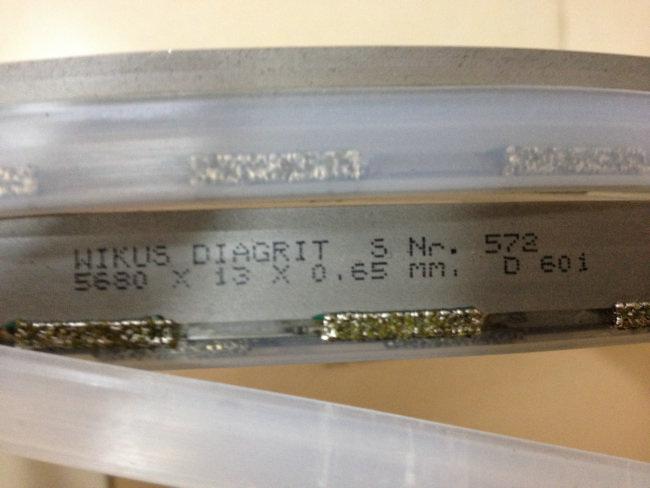 WIKUS DIAGRIT S Nr. 572
5680 X 13 X 0.65 mm. D 601